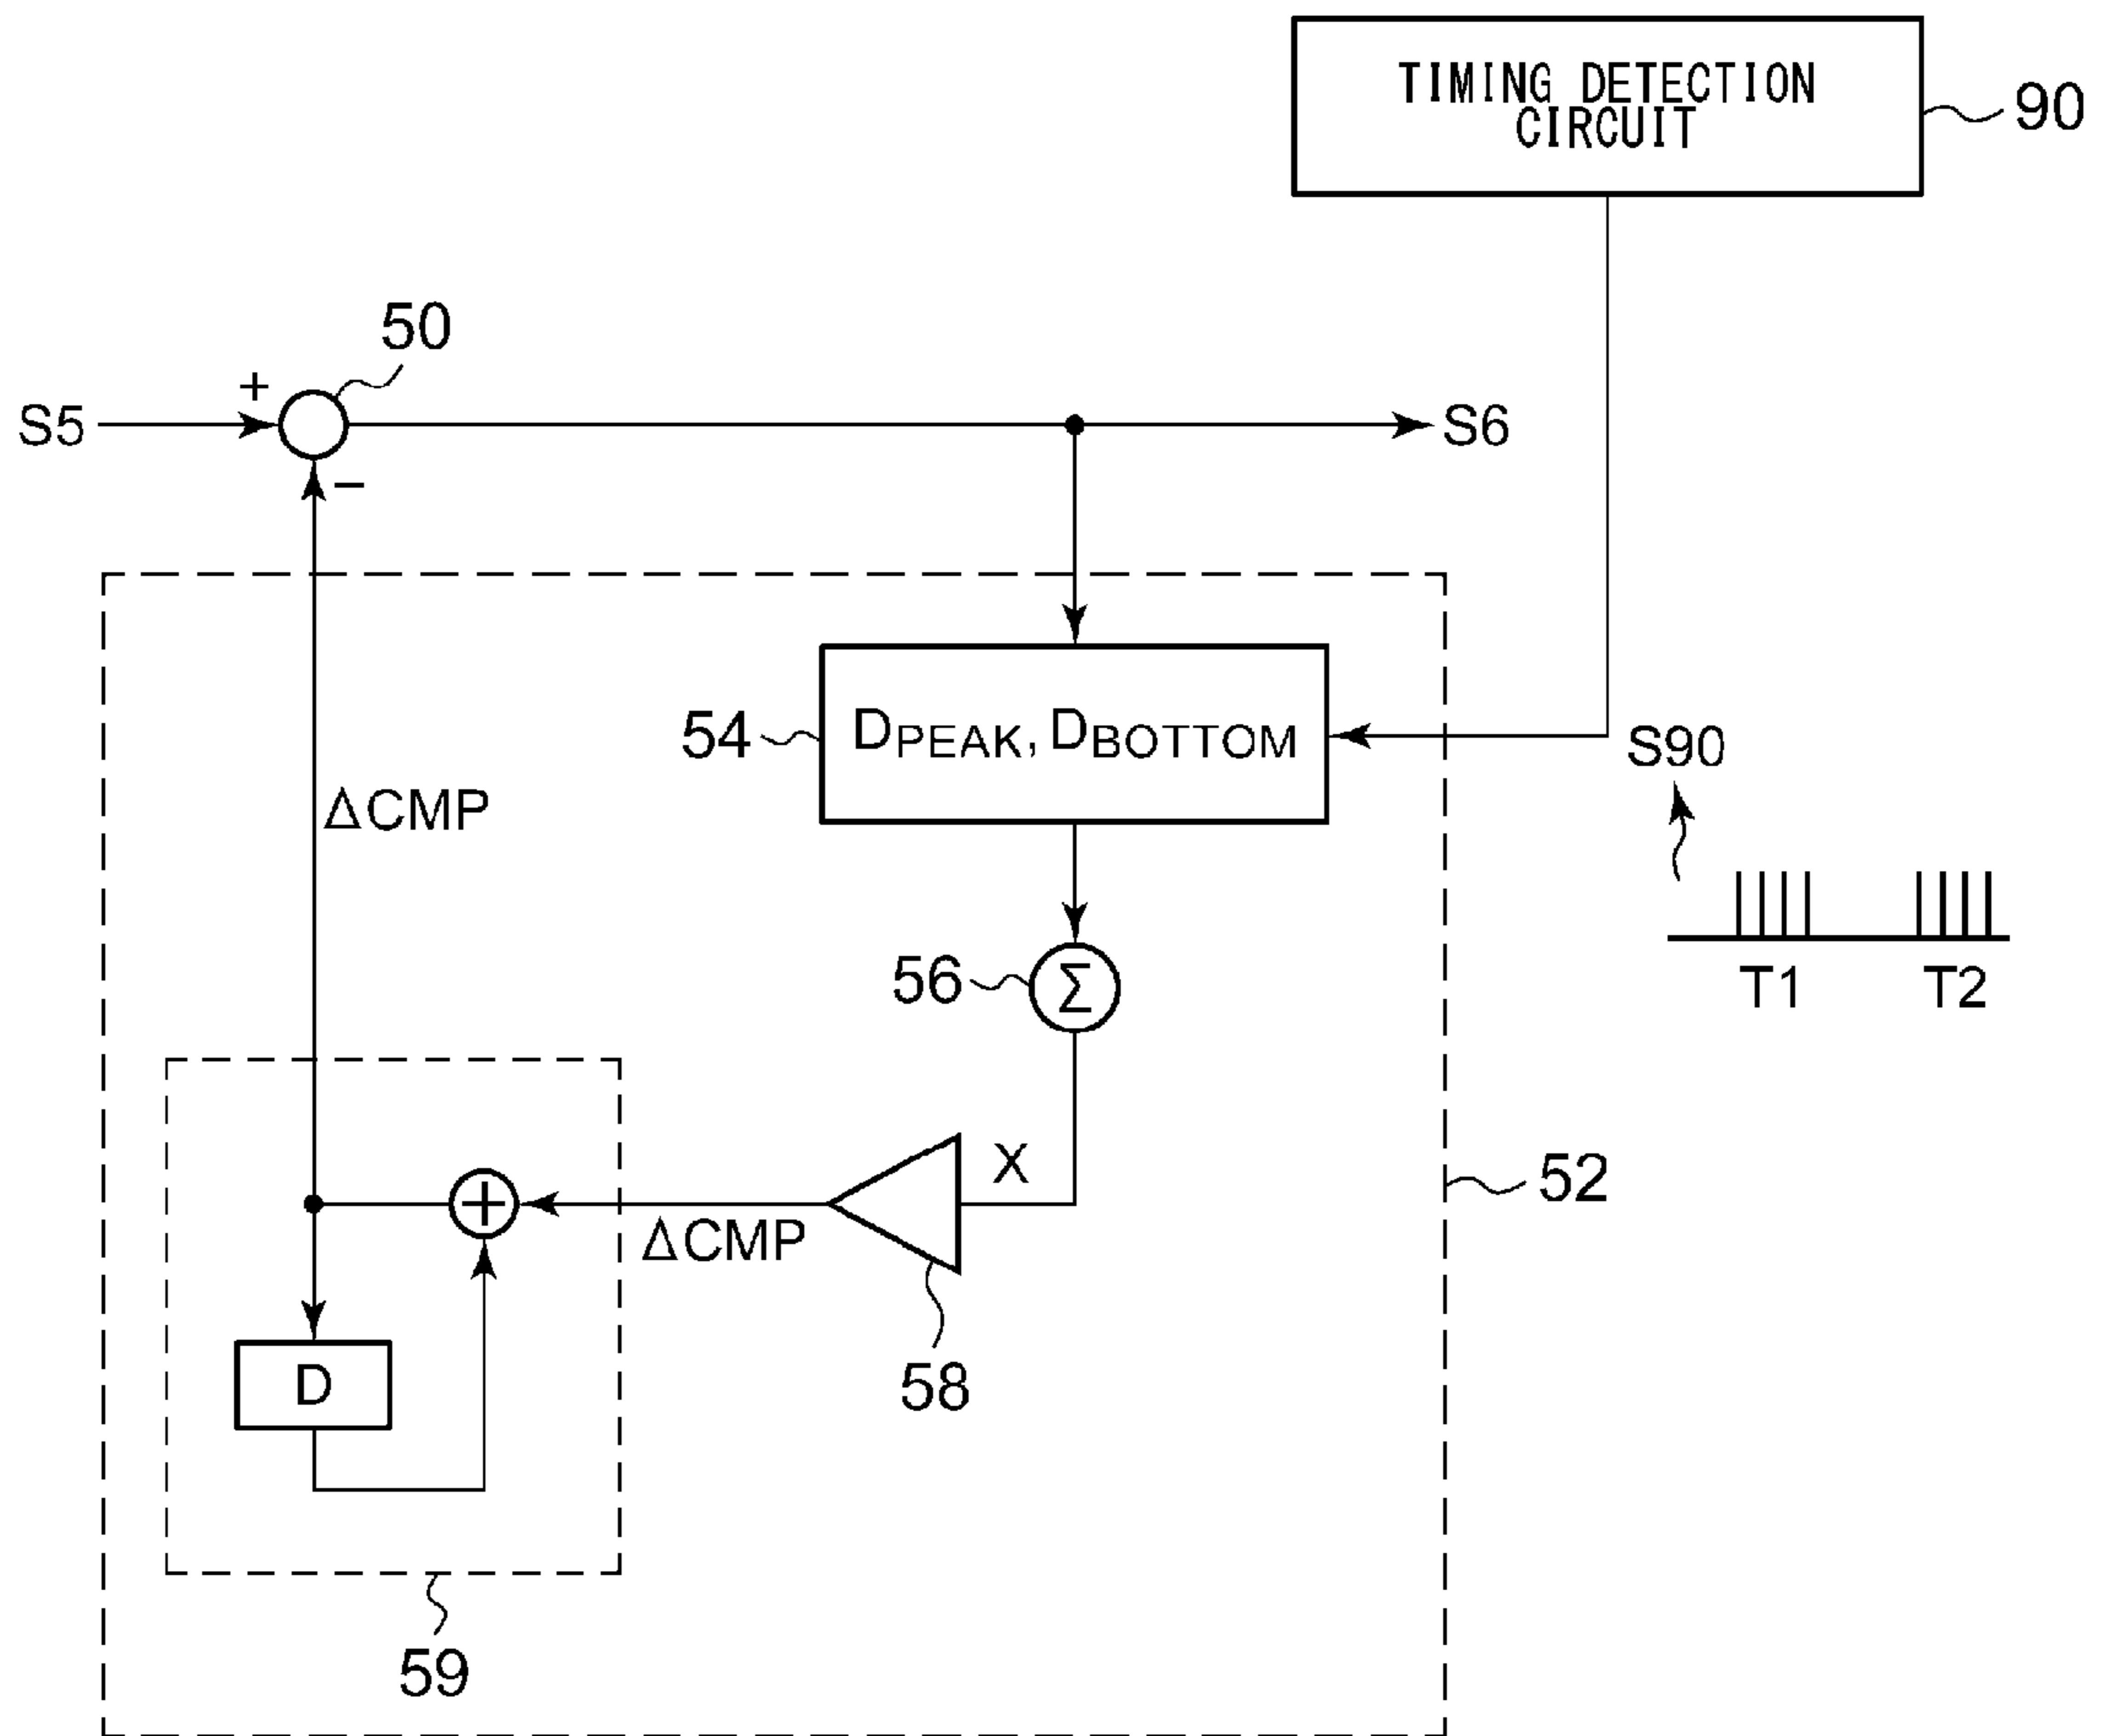 TIMING DETECTION
CIRCUIT
90
50
+
S5
S6
−
54
DPEAK, DBOTTOM
S90
ΔCMP
56
Σ
T1 T2
X
52
+
ΔCMP
58
D
59